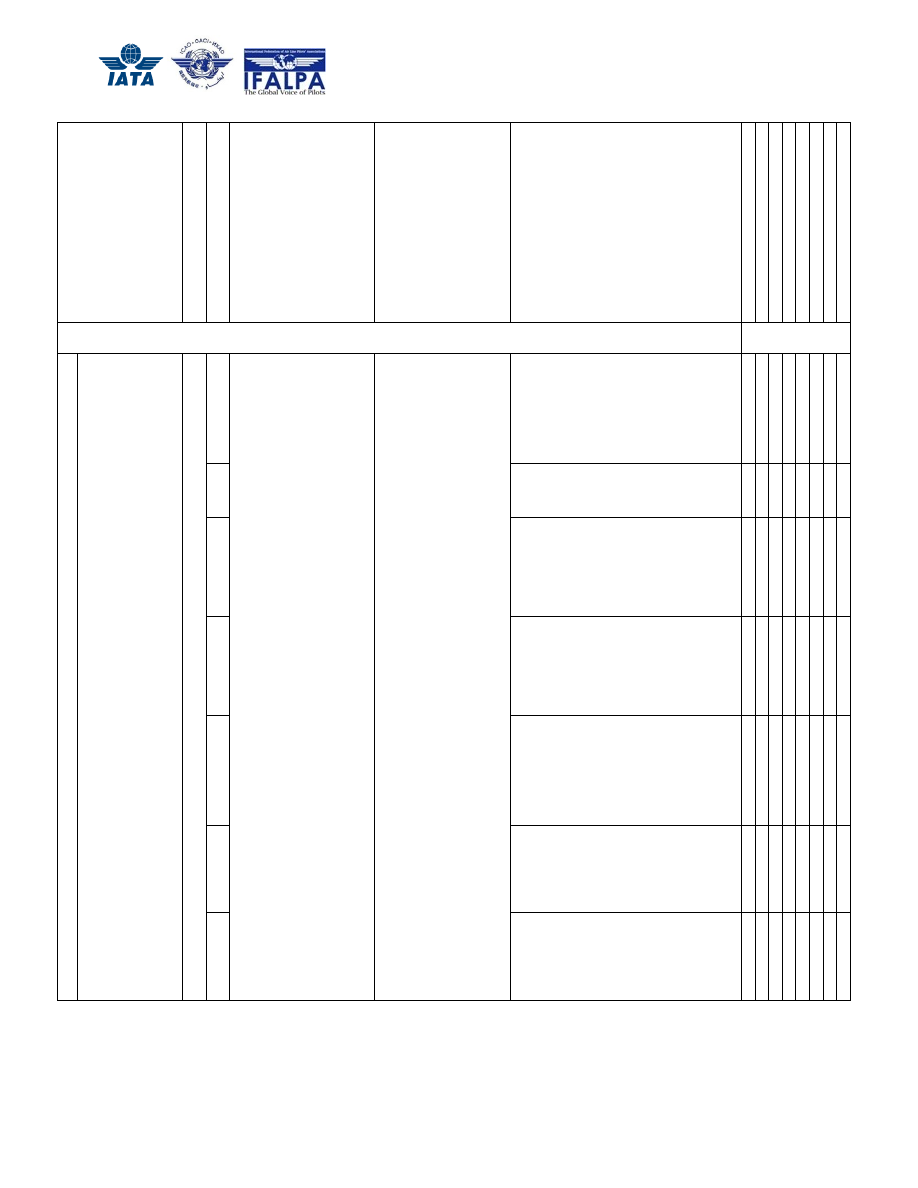 IATA
ICAO · OACI · ИКАО
International Federation of Air Line Pilots' Associations
IFALPA
The Global Voice of Pilots